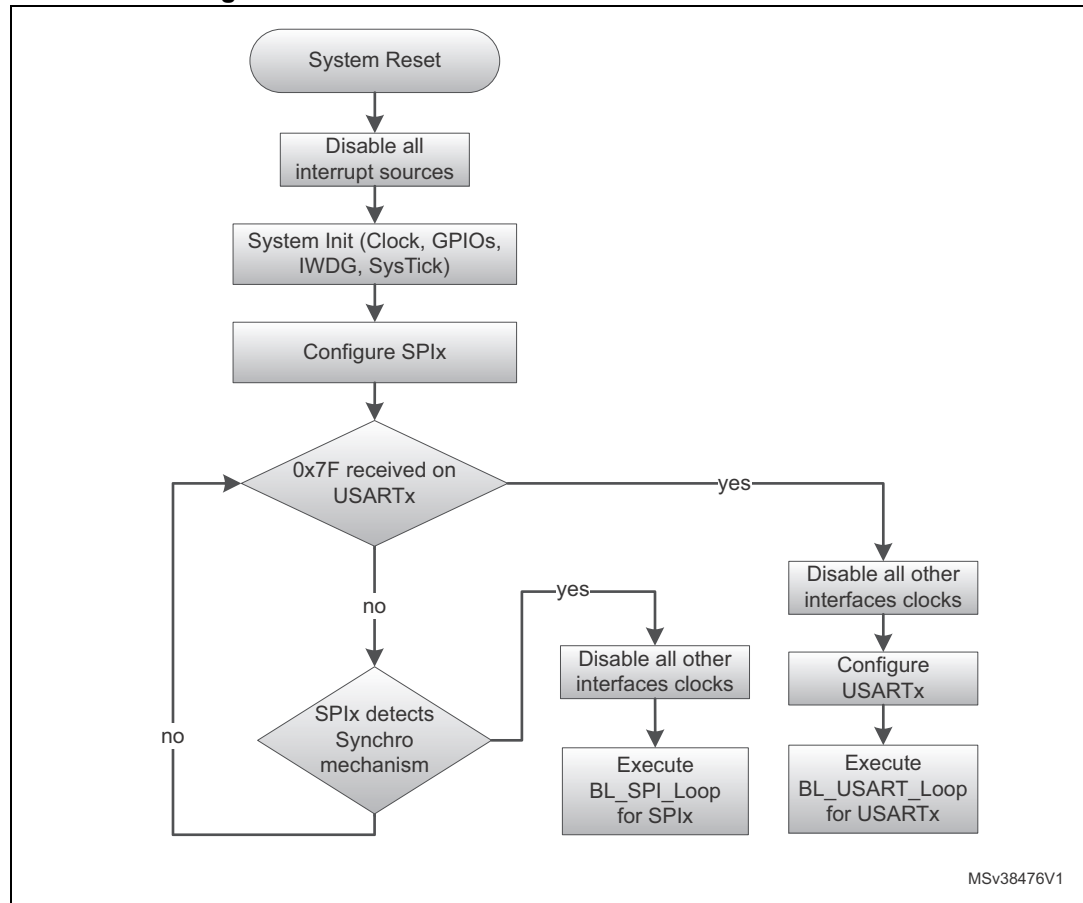 System Reset
Disable all
interrupt sources
System Init (Clock, GPIOs,
IWDG, SysTick)
Configure SPIx
0x7F received on
USARTx
yes
no
yes
Disable all other
interfaces clocks
Configure
USARTx
Execute
BL_USART_Loop
for USARTx
Disable all other
interfaces clocks
Execute
BL_SPI_Loop
for SPIx
SPIx detects
Synchro
mechanism
no
MSv38476V1